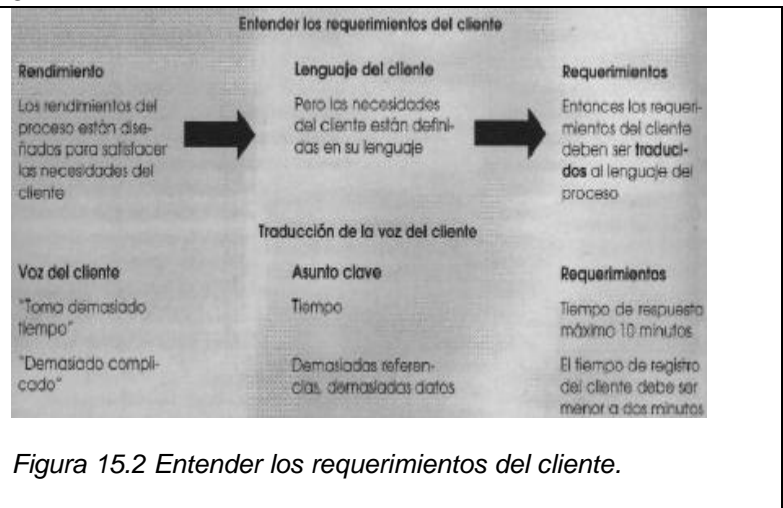 Entender los requerimientos del cliente
Rendimiento
Los rendimientos del
proceso están dise-
ñados para satisfacer
las necesidades del
cliente
Lenguaje del cliente
Pero las necesidades
del cliente están defini-
das en su lenguaje
Requerimientos
Entonces los requeri-
mientos del cliente
deben ser traduci-
dos al lenguaje del
proceso
Traducción de la voz del cliente
Voz del cliente
Asunto clave
Requerimientos
"Toma demasiado
tiempo"
Tiempo
Tiempo de respuesta
máximo 10 minutos
"Demasiado compli-
cado"
Demasiadas referen-
cias, demasiados datos
El tiempo de registro
del cliente debe ser
menor a dos minutos
Figura 15.2 Entender los requerimientos del cliente.